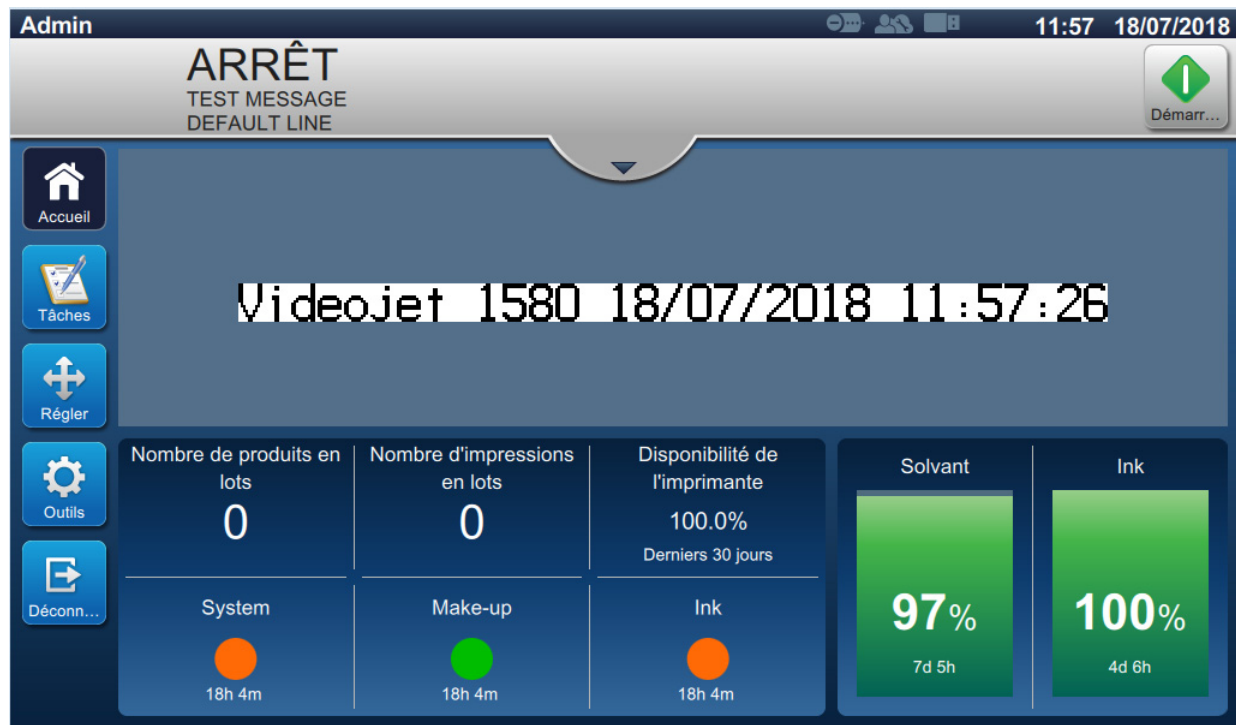 Admin
11:57 18/07/2018
ARRÊT
TEST MESSAGE
DEFAULT LINE
Démarr...
Accueil
Tâches
Régler
Outils
Déconn...
Videojet 1580 18/07/2018 11:57:26
Nombre de produits en
lots
0
Nombre d'impressions
en lots
0
Disponibilité de
l'imprimante
100.0%
Derniers 30 jours
System
18h 4m
Make-up
18h 4m
Ink
18h 4m
Solvant
97%
7d 5h
Ink
100%
4d 6h